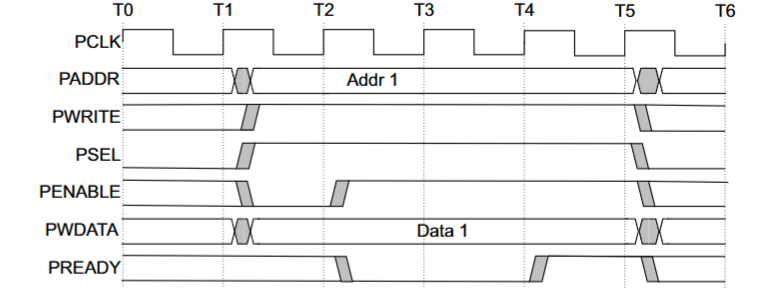 T0 T1 T2 T3 T4 T5 T6
PCLK
PADDR Addr 1
PWRITE
PSEL
PENABLE
PWDATA Data 1
PREADY